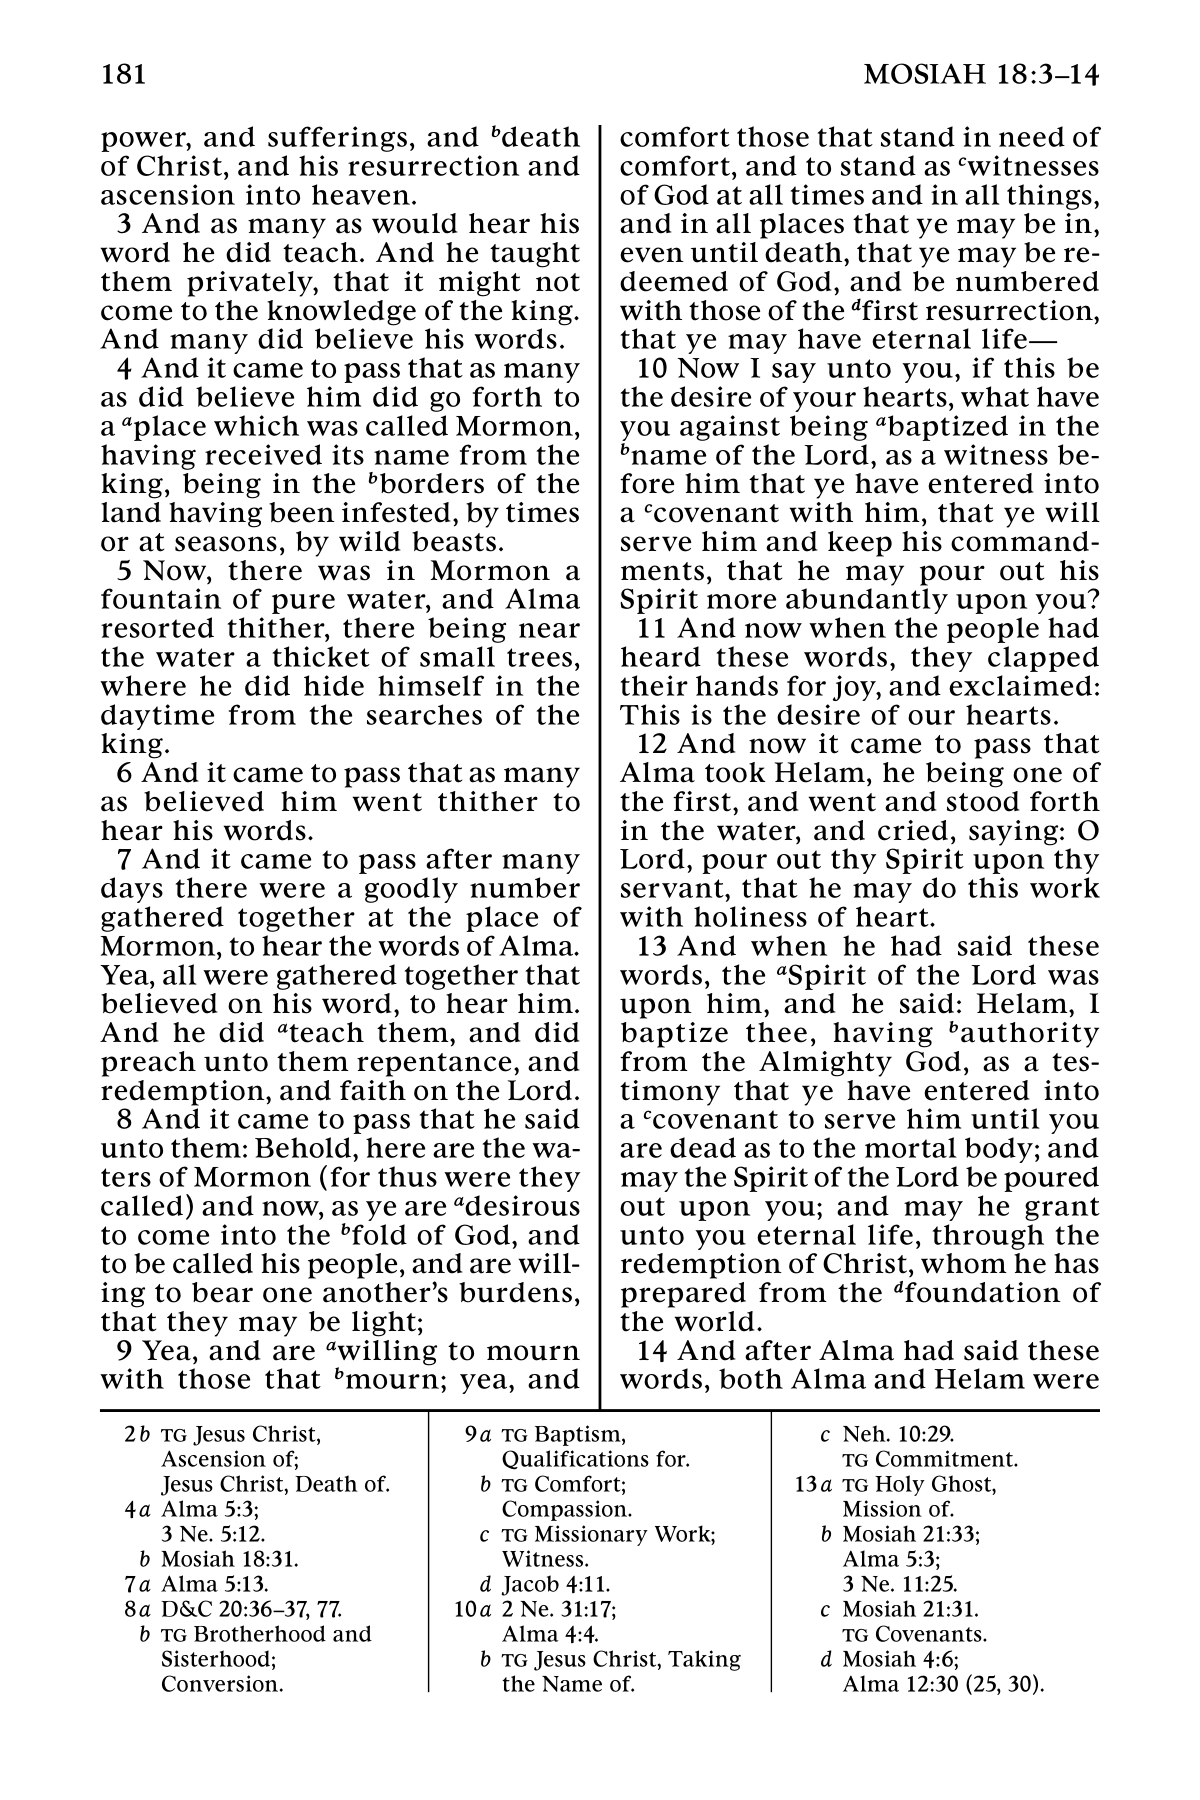 181
MOSIAH 18:3–14
power, and sufferings, and bdeath
of Christ, and his resurrection and
ascension into heaven.
3 And as many as would hear his
word he did teach. And he taught
them privately, that it might not
come to the knowledge of the king.
And many did believe his words.
4 And it came to pass that as many
as did believe him did go forth to
a aplace which was called Mormon,
having received its name from the
king, being in the bborders of the
land having been infested, by times
or at seasons, by wild beasts.
5 Now, there was in Mormon a
fountain of pure water, and Alma
resorted thither, there being near
the water a thicket of small trees,
where he did hide himself in the
daytime from the searches of the
king.
6 And it came to pass that as many
as believed him went thither to
hear his words.
7 And it came to pass after many
days there were a goodly number
gathered together at the place of
Mormon, to hear the words of Alma.
Yea, all were gathered together that
believed on his word, to hear him.
And he did ateach them, and did
preach unto them repentance, and
redemption, and faith on the Lord.
8 And it came to pass that he said
unto them: Behold, here are the wa-
ters of Mormon (for thus were they
called) and now, as ye are adesirous
to come into the bfold of God, and
to be called his people, and are will-
ing to bear one another’s burdens,
that they may be light;
9 Yea, and are awilling to mourn
with those that bmourn; yea, and
comfort those that stand in need of
comfort, and to stand as cwitnesses
of God at all times and in all things,
and in all places that ye may be in,
even until death, that ye may be re-
deemed of God, and be numbered
with those of the dfirst resurrection,
that ye may have eternal life—
10 Now I say unto you, if this be
the desire of your hearts, what have
you against being abaptized in the
bname of the Lord, as a witness be-
fore him that ye have entered into
a ccovenant with him, that ye will
serve him and keep his command-
ments, that he may pour out his
Spirit more abundantly upon you?
11 And now when the people had
heard these words, they clapped
their hands for joy, and exclaimed:
This is the desire of our hearts.
12 And now it came to pass that
Alma took Helam, he being one of
the first, and went and stood forth
in the water, and cried, saying: O
Lord, pour out thy Spirit upon thy
servant, that he may do this work
with holiness of heart.
13 And when he had said these
words, the aSpirit of the Lord was
upon him, and he said: Helam, I
baptize thee, having bauthority
from the Almighty God, as a tes-
timony that ye have entered into
a ccovenant to serve him until you
are dead as to the mortal body; and
may the Spirit of the Lord be poured
out upon you; and may he grant
unto you eternal life, through the
redemption of Christ, whom he has
prepared from the dfoundation of
the world.
14 And after Alma had said these
words, both Alma and Helam were
2b TG Jesus Christ,
Ascension of;
Jesus Christ, Death of.
4a Alma 5:3;
3 Ne. 5:12.
b Mosiah 18:31.
7a Alma 5:13.
8a D&C 20:36–37, 77.
b TG Brotherhood and
Sisterhood;
Conversion.
9a TG Baptism,
Qualifications for.
b TG Comfort;
Compassion.
c TG Missionary Work;
Witness.
d Jacob 4:11.
10a 2 Ne. 31:17;
Alma 4:4.
b TG Jesus Christ, Taking
the Name of.
c Neh. 10:29.
TG Commitment.
13a TG Holy Ghost,
Mission of.
b Mosiah 21:33;
Alma 5:3;
3 Ne. 11:25.
c Mosiah 21:31.
TG Covenants.
d Mosiah 4:6;
Alma 12:30 (25, 30).